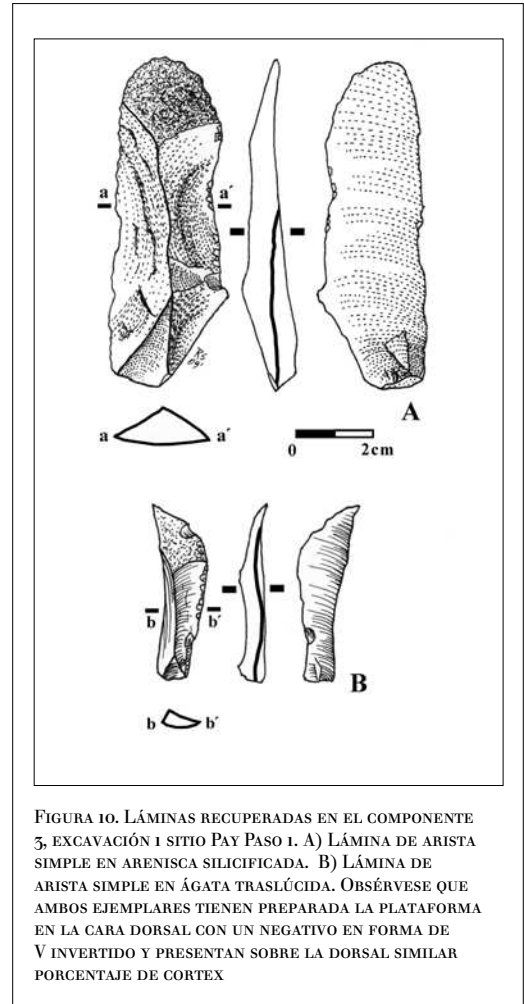 a a´
A
a a´
0 2cm
b b´
B
b b´
FIGURA 10. LÁMINAS RECUPERADAS EN EL COMPONENTE
3, EXCAVACIÓN 1 SITIO PAY PASO 1. A) LÁMINA DE ARISTA
SIMPLE EN ARENISCA SILICIFICADA. B) LÁMINA DE
ARISTA SIMPLE EN ÁGATA TRASLÚCIDA. OBSÉRVESE QUE
AMBOS EJEMPLARES TIENEN PREPARADA LA PLATAFORMA
EN LA CARA DORSAL CON UN NEGATIVO EN FORMA DE
V INVERTIDO Y PRESENTAN SOBRE LA DORSAL SIMILAR
PORCENTAJE DE CORTEX